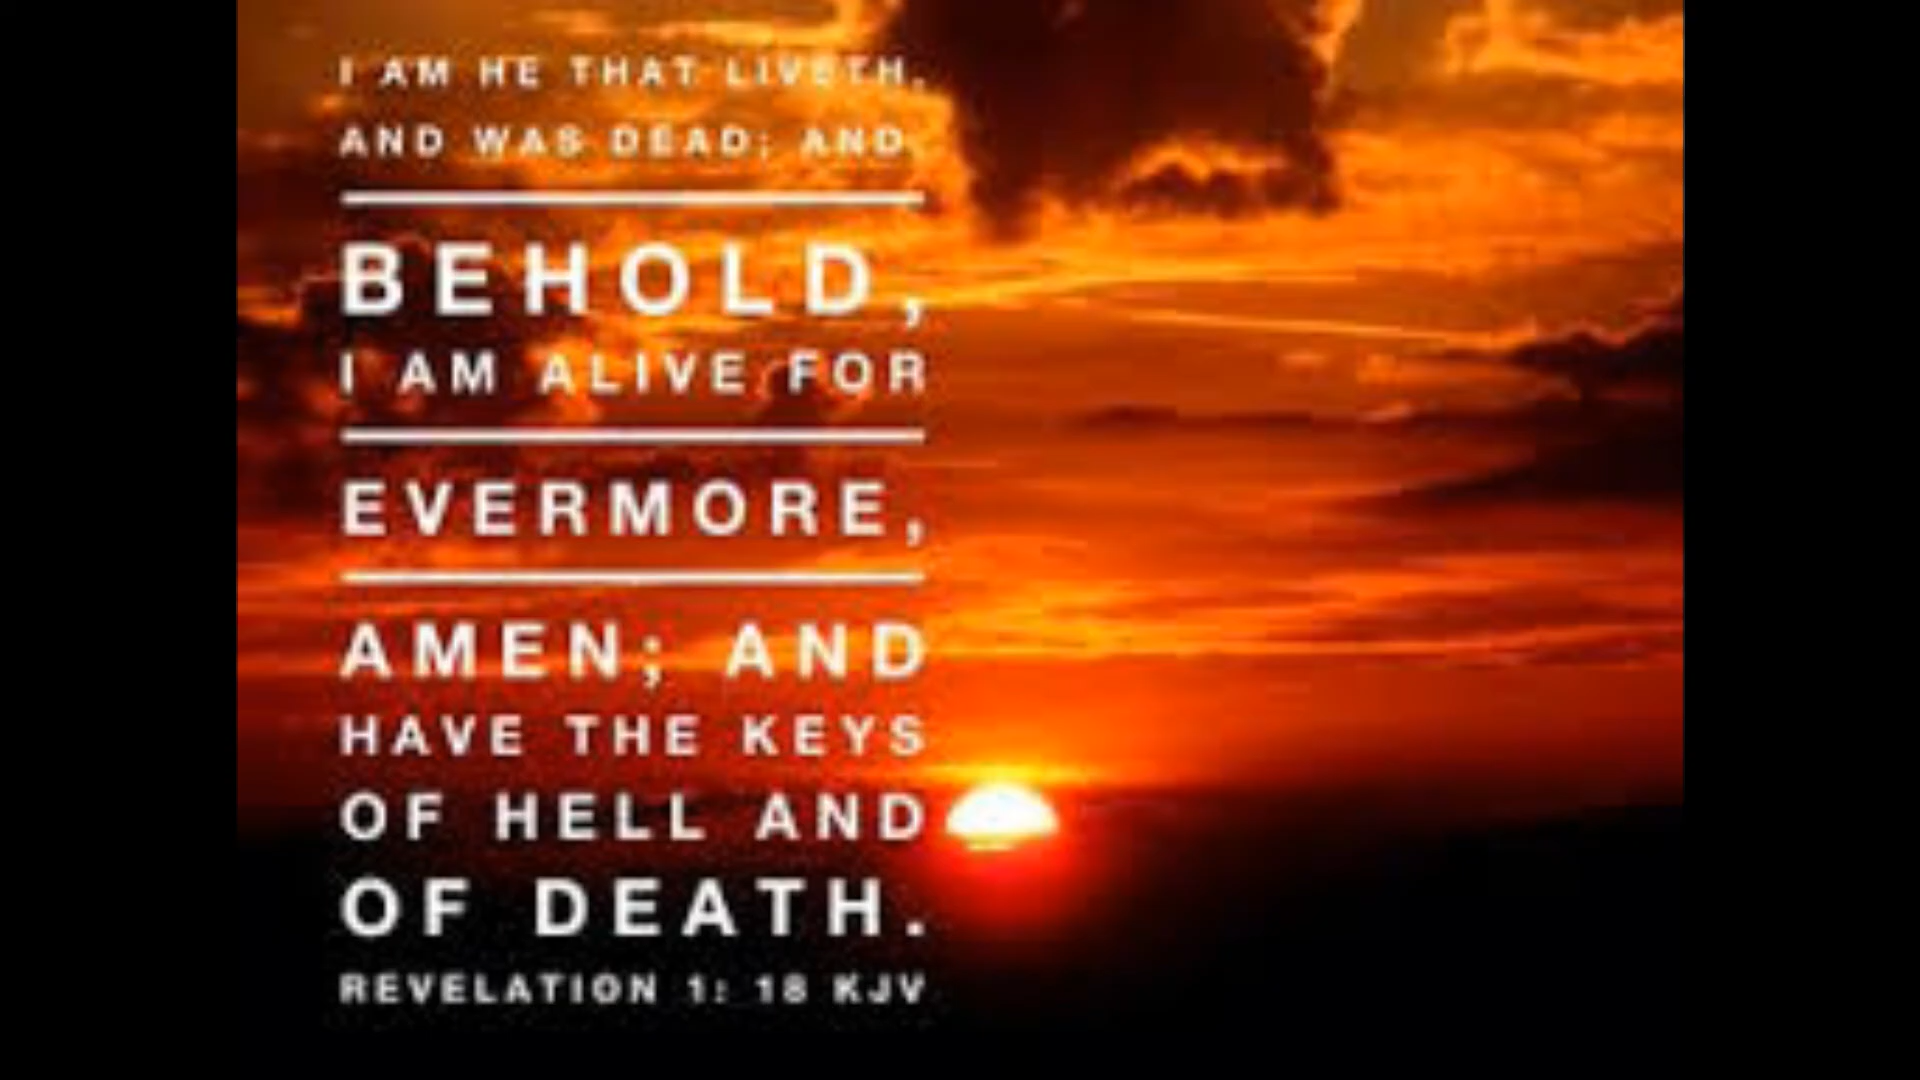 I AM HE THAT LIVETH,
AND WAS DEAD; AND
BEHOLD,
I AM ALIVE FOR
EVERMORE,
AMEN; AND
HAVE THE KEYS
OF HELL AND
OF DEATH.
REVELATION 1: 18 KJV